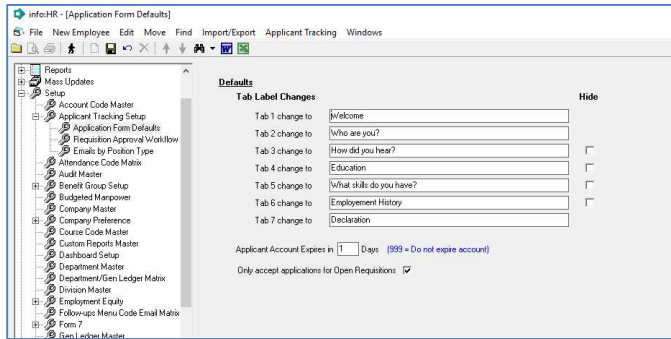 info:HR - [Application Form Defaults]
File New Employee Edit Move Find Import/Export Applicant Tracking Windows
Reports
Mass Updates
Setup
Account Code Master
Applicant Tracking Setup
Application Form Defaults
Requisition Approval Workflow
Emails by Position Type
Attendance Code Matrix
Audit Master
Benefit Group Setup
Budgeted Manpower
Company Master
Company Preference
Course Code Master
Custom Reports Master
Dashboard Setup
Department Master
Department/Gen Ledger Matrix
Division Master
Employment Equity
Follow-ups Menu Code Email Matrix
Form 7
Gen Ledger Master
Defaults
Tab Label Changes Hide
Tab 1 change to Welcome
Tab 2 change to Who are you?
Tab 3 change to How did you hear?
Tab 4 change to Education
Tab 5 change to What skills do you have?
Tab 6 change to Employement History
Tab 7 change to Declaration
Applicant Account Expires in 1 Days (999 = Do not expire account)
Only accept applications for Open Requisitions